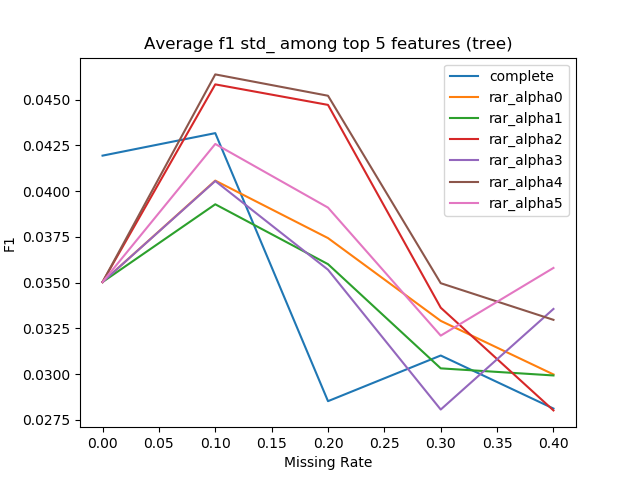 Average f1 std_ among top 5 features (tree)
complete
rar_alpha0
rar_alpha1
rar_alpha2
rar_alpha3
rar_alpha4
rar_alpha5
0.0450
0.0425
0.0400
0.0375
0.0350
0.0325
0.0300
0.0275
F1
0.00 0.05 0.10 0.15 0.20 0.25 0.30 0.35 0.40
Missing Rate